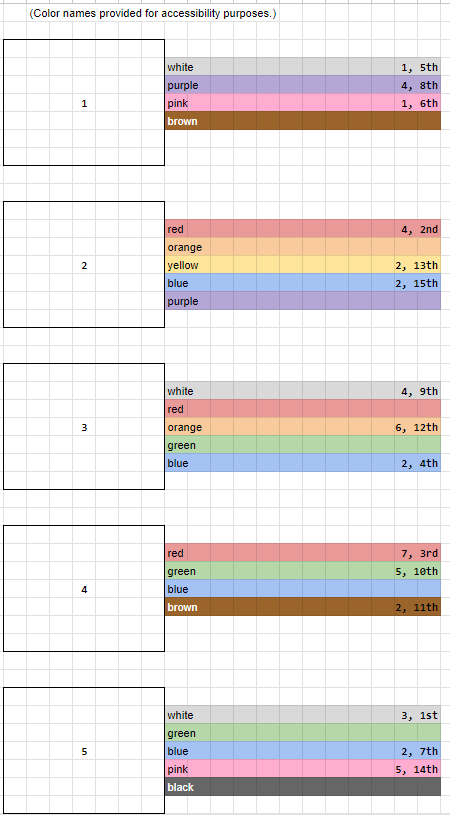 (Color names provided for accessibility purposes.)
white 1, 5th
purple 4, 8th
1 pink 1, 6th
brown
red 4, 2nd
orange
2 yellow 2, 13th
blue 2, 15th
purple
white 4, 9th
red
3 orange 6, 12th
green
blue 2, 4th
red 7, 3rd
green 5, 10th
4 blue
brown 2, 11th
white 3, 1st
green
5 blue 2, 7th
pink 5, 14th
black